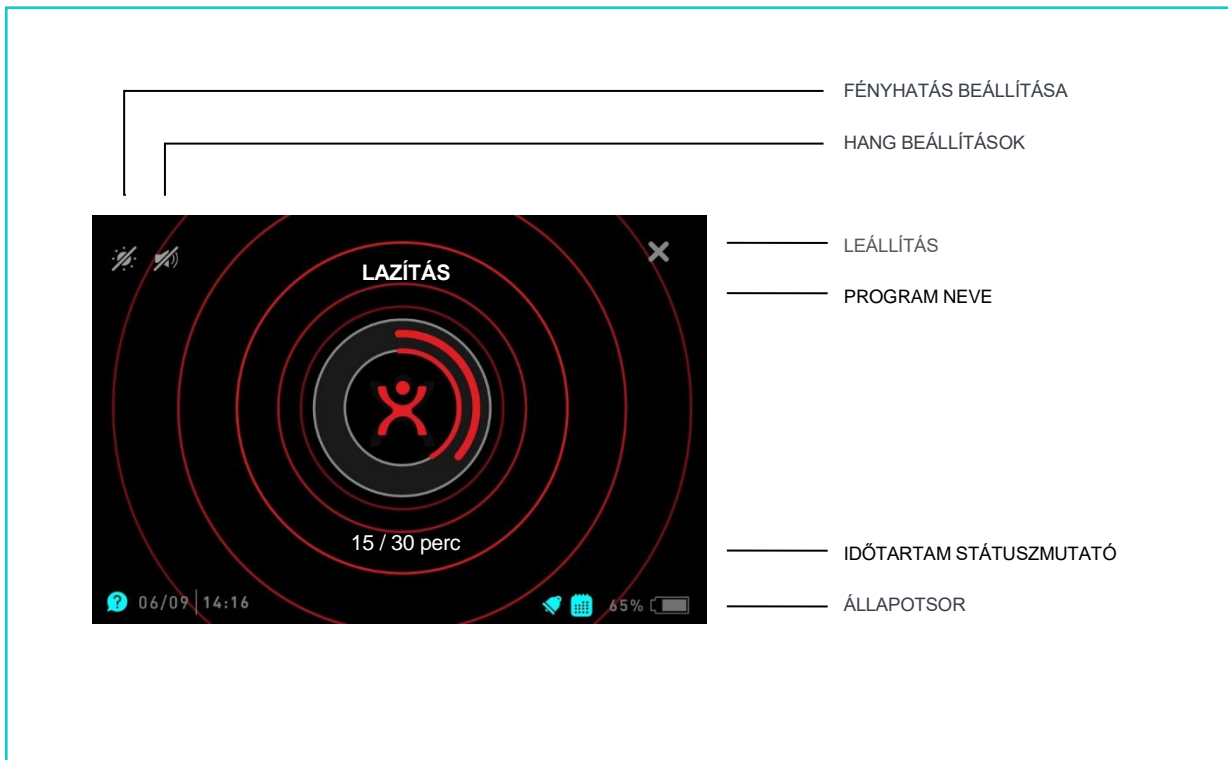 FÉNYHATÁS BEÁLLÍTÁSA
HANG BEÁLLÍTÁSOK
LEÁLLÍTÁS
LAZÍTÁS
PROGRAM NEVE
15 / 30 perc
IDŐTARTAM STÁTUSZMUTATÓ
? 06/09 14:16
65%
ÁLLAPOTSOR